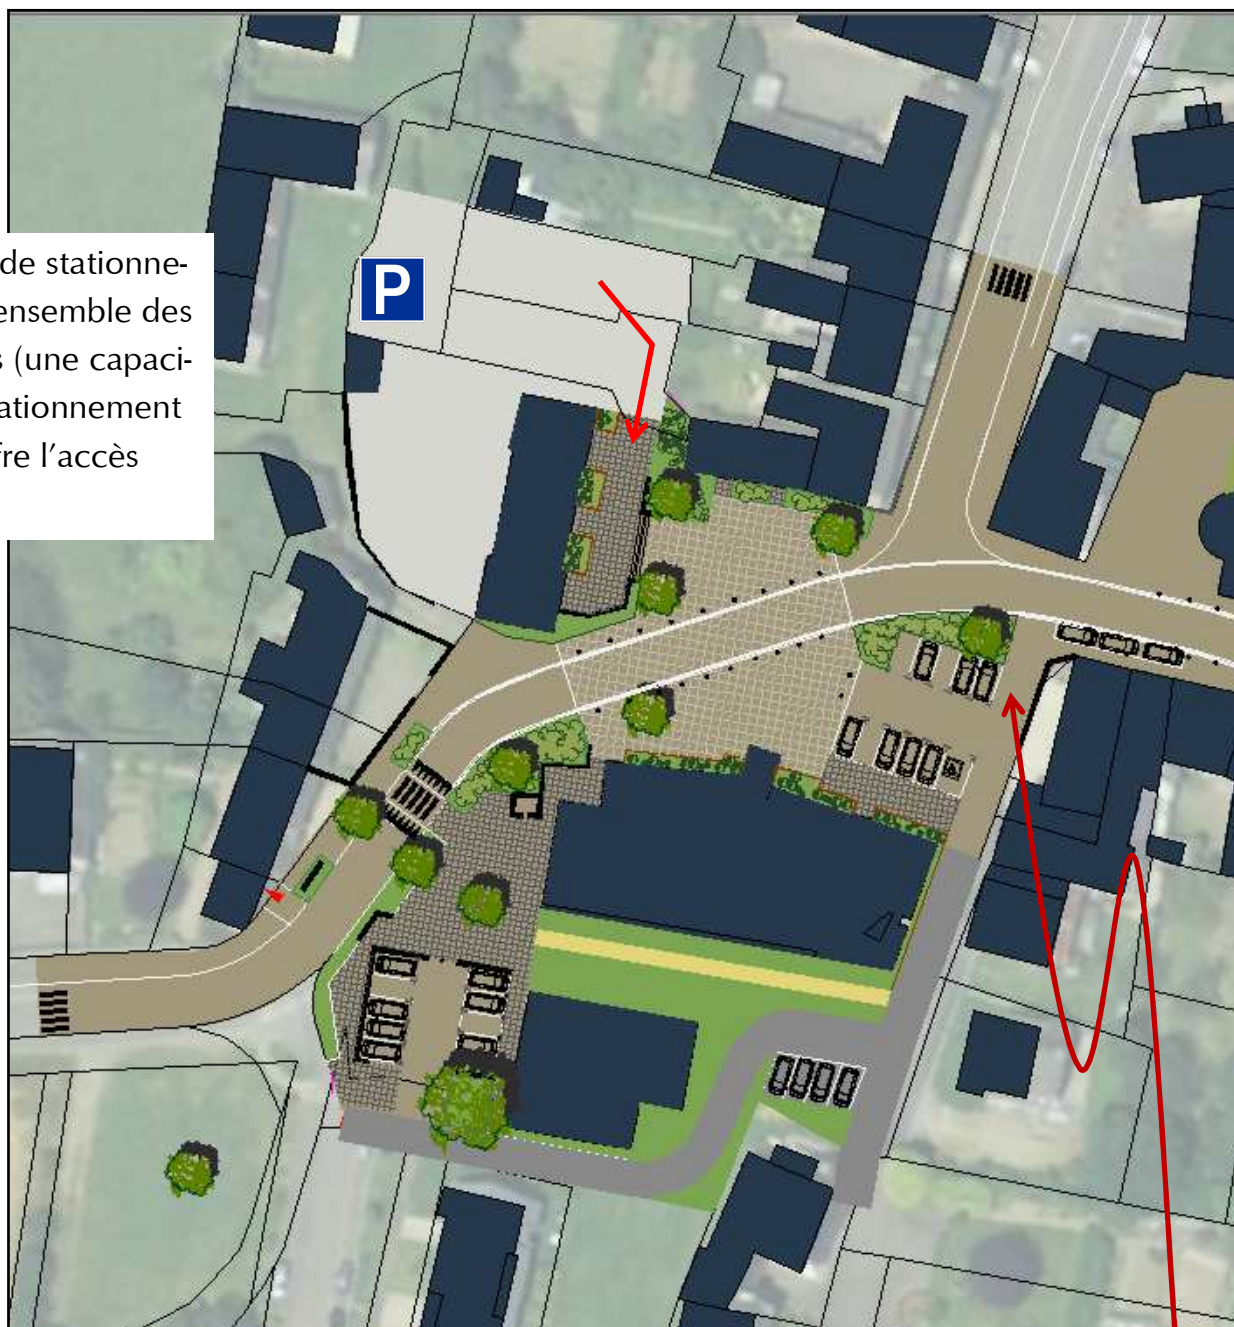 de stationne-
ensemble des
s (une capaci-
ationnement
fre l'accès
P